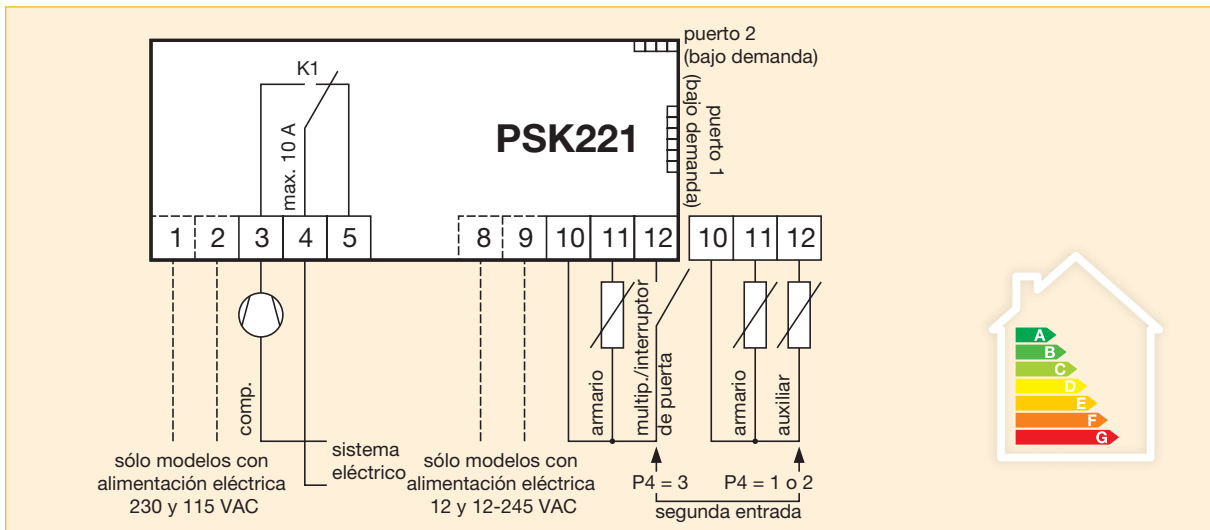 puerto 2
(bajo demanda)
K1
max. 10 A
PSK221
puerto 1
(bajo demanda)
1 2 3 4 5 8 9 10 11 12 10 11 12
comp.
armario
multip./interruptor
de puerta
armario
auxiliar
sistema
eléctrico
sólo modelos con
alimentación eléctrica
230 y 115 VAC
sólo modelos con
alimentación eléctrica
12 y 12-245 VAC
P4 = 3
P4 = 1 o 2
segunda entrada
A
B
C
D
E
F
G